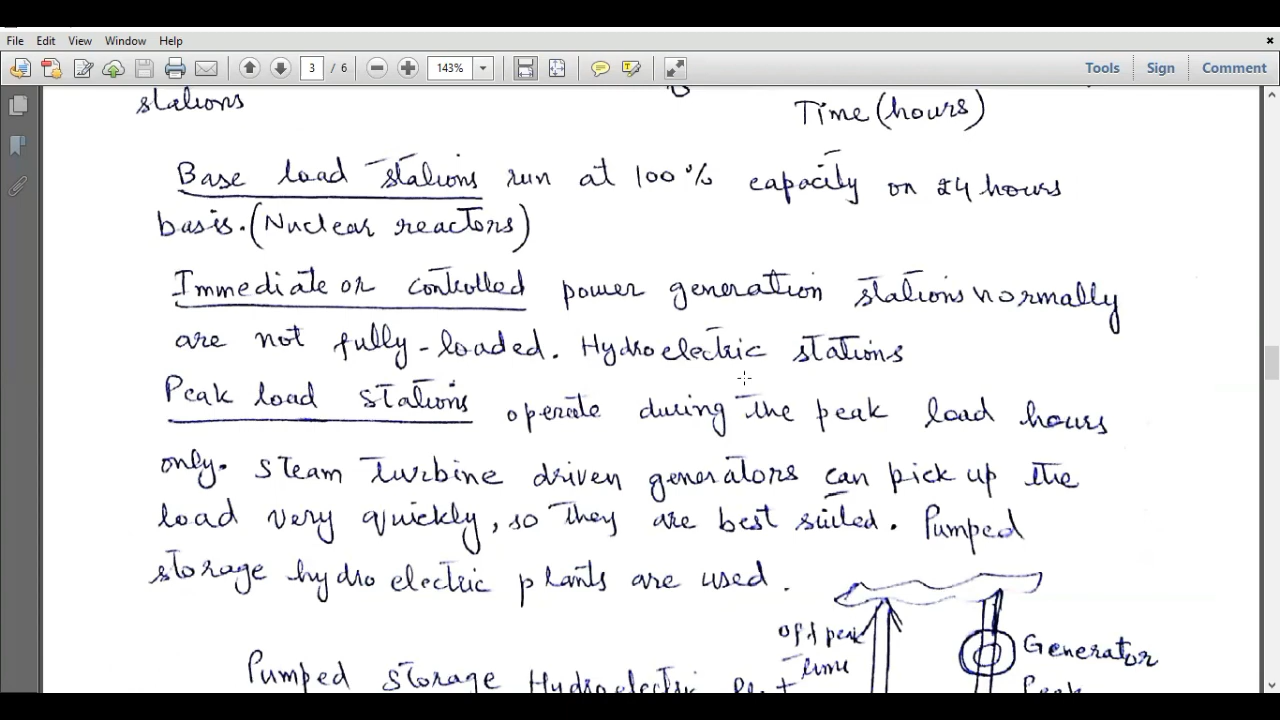 File Edit View Window Help
3 / 6 143% Tools Sign Comment
stations
Time (hours)
Base load stations run at 100% capacity on 24 hours
basis. (Nuclear reactors)
Immediate or controlled power generation stations normally
are not fully-loaded. Hydroelectric stations
Peak load stations operate during the peak load hours
only. Steam turbine driven generators can pick up the
load very quickly, so they are best suited. Pumped
storage hydro electric plants are used.
off peak
time
Generator
Peak
Pumped storage Hydroelectric